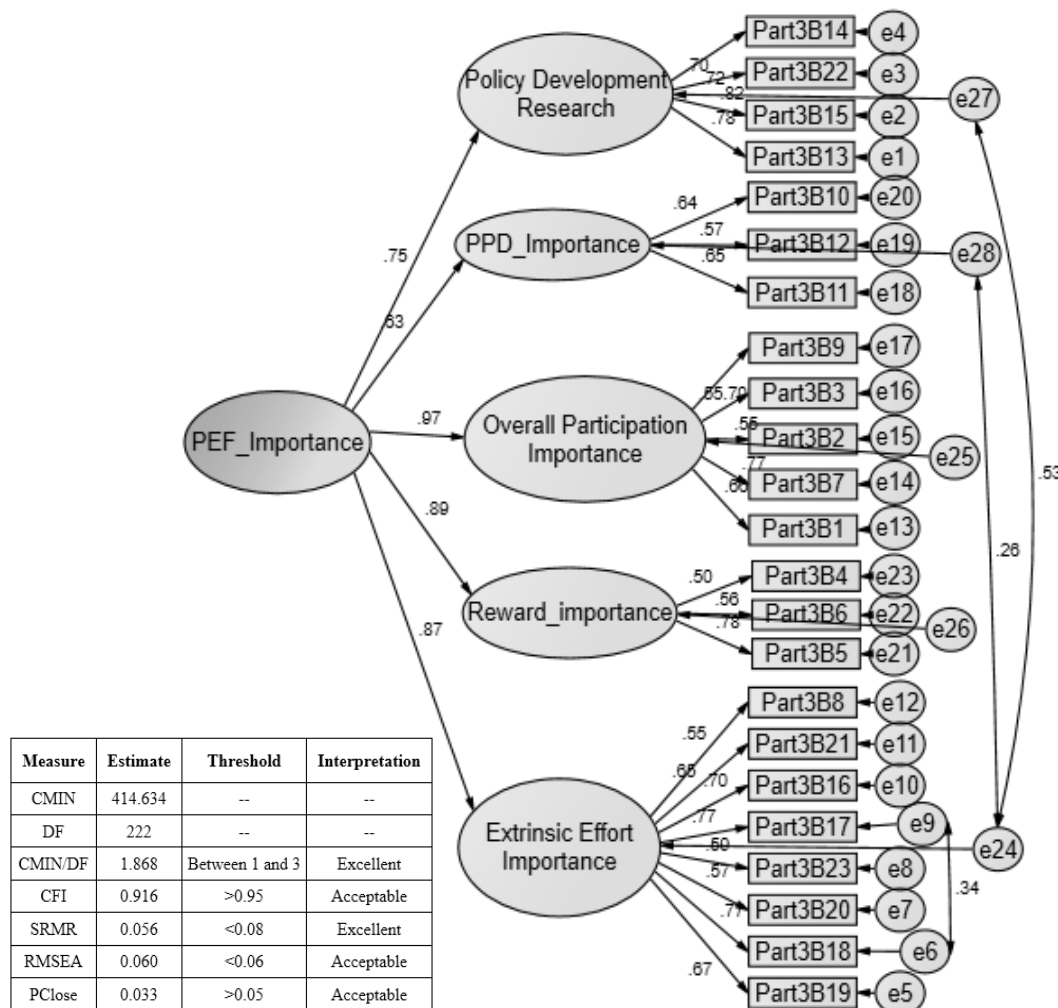 Part3B14 e4
.70
Policy Development
Research
.72
Part3B22 e3
.82
e27
Part3B15 e2
.78
Part3B13 e1
Part3B10 e20
.64
PPD_Importance
.57
Part3B12 e19
e28
.65
Part3B11 e18
.75
.63
Part3B9 e17
.65 .70
Part3B3 e16
PEF_Importance
.97
Overall Participation
Importance
.55
Part3B2 e15
e25
.77
Part3B7 e14
Part3B1 e13
.53
.26
.89
.50
Part3B4 e23
Reward_importance
.56
Part3B6 e22
e26
.78
Part3B5 e21
.87
Part3B8 e12
.55
Part3B21 e11
.65 .70
Part3B16 e10
.77
Part3B17 e9
Extrinsic Effort
Importance
.50
e24
Part3B23 e8
.57
.34
Part3B20 e7
.77
Part3B18 e6
.67
Part3B19 e5
Measure Estimate Threshold Interpretation
CMIN 414.634 -- --
DF 222 -- --
CMIN/DF 1.868 Between 1 and 3 Excellent
CFI 0.916 >0.95 Acceptable
SRMR 0.056 <0.08 Excellent
RMSEA 0.060 <0.06 Acceptable
PClose 0.033 >0.05 Acceptable